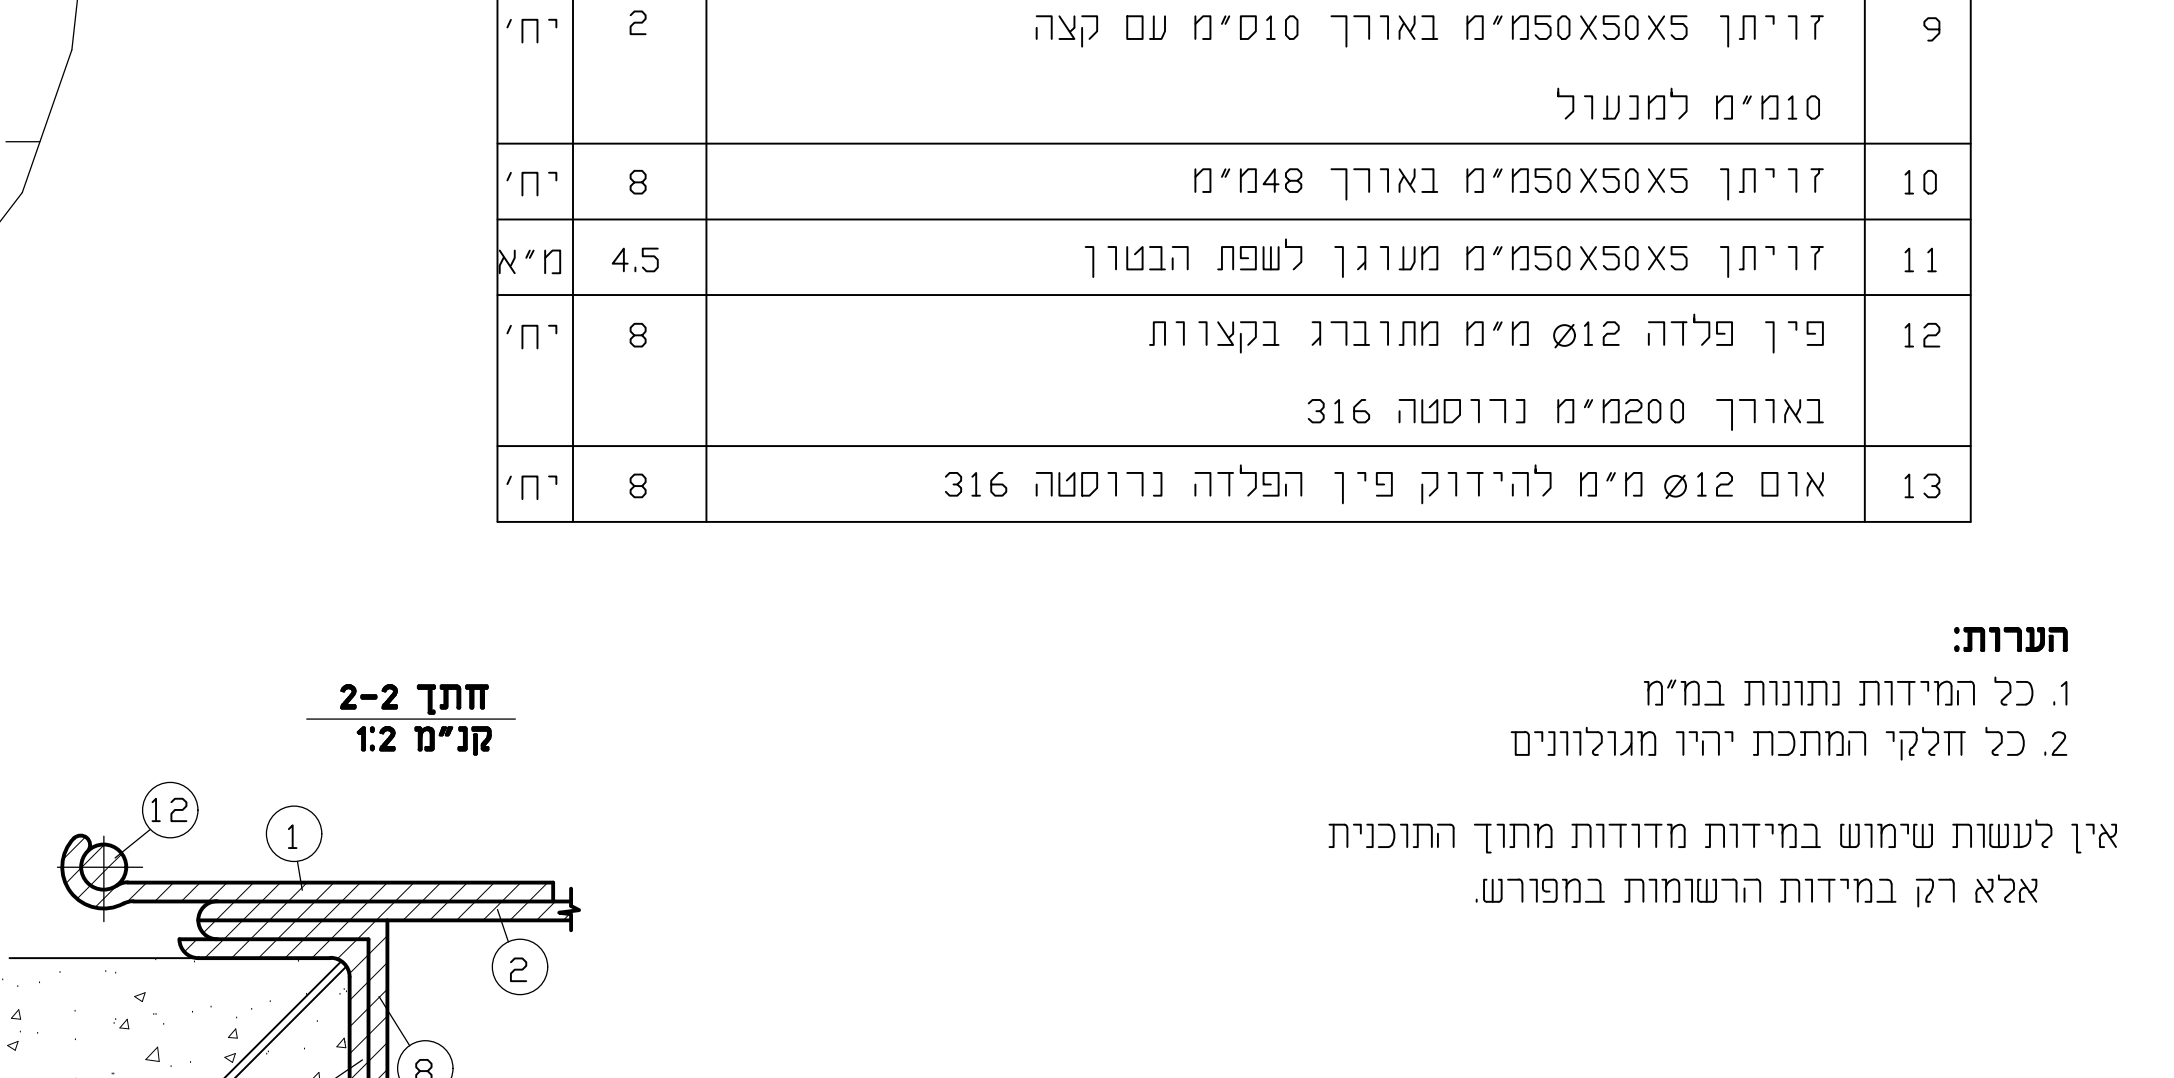 9 זויתן 50X50X5מ"מ באורך 10ס"מ עם קצה 2 יח'
10מ"מ למנעול
10 זויתן 50X50X5מ"מ באורך 48מ"מ 8 יח'
11 זויתן 50X50X5מ"מ מעוגן לשפת הבטון 4.5 מ"א
12 פין פלדה ⌀12 מ"מ מתוברג בקצוות 8 יח'
באורך 200מ"מ נרוסטה 316
13 אום ⌀12 מ"מ להידוק פין הפלדה נרוסטה 316 8 יח'
הערות:
1. כל המידות נתונות במ"מ
2. כל חלקי המתכת יהיו מגולוונים
אין לעשות שימוש במידות מדודות מתוך התוכנית
אלא רק במידות הרשומות במפורש.
חתך 2-2
קנ"מ 1:2
12
1
2
8